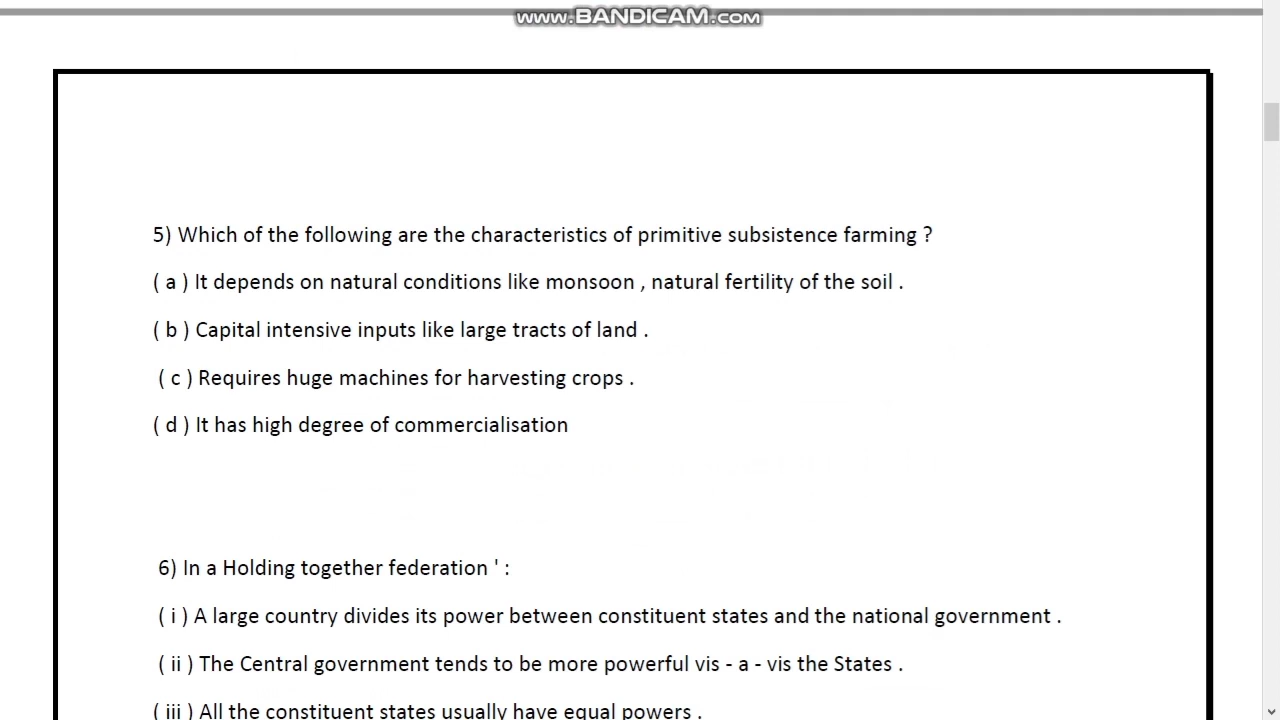 WWW.BANDICAM.COM
5) Which of the following are the characteristics of primitive subsistence farming ?
( a ) It depends on natural conditions like monsoon , natural fertility of the soil .
( b ) Capital intensive inputs like large tracts of land .
( c ) Requires huge machines for harvesting crops .
( d ) It has high degree of commercialisation
6) In a Holding together federation ' :
( i ) A large country divides its power between constituent states and the national government .
( ii ) The Central government tends to be more powerful vis - a - vis the States .
( iii ) All the constituent states usually have equal powers .